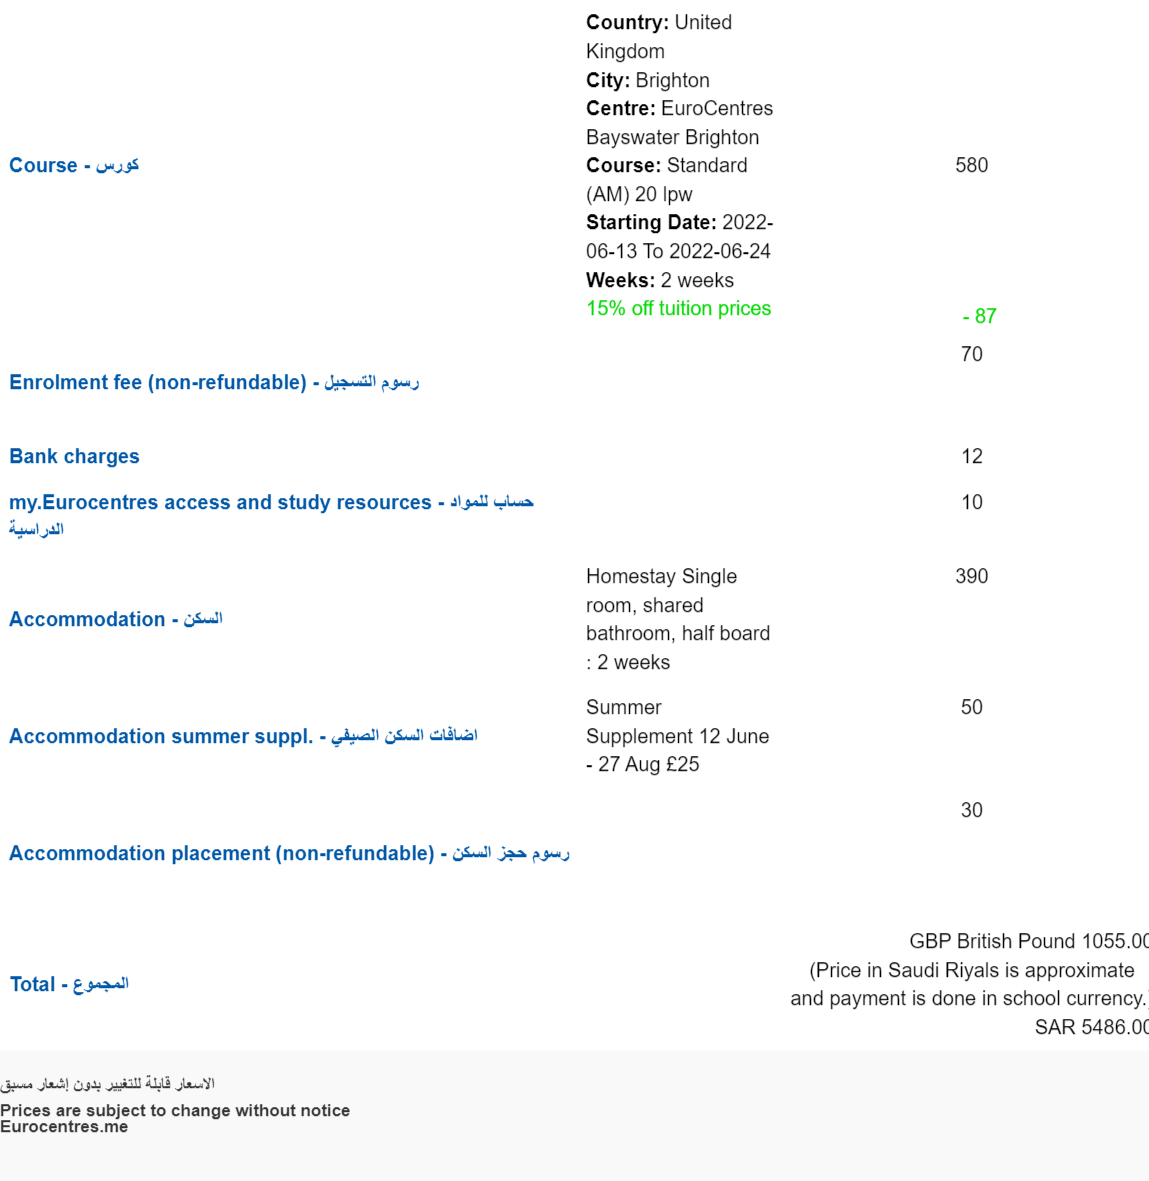 Country: United
Kingdom
City: Brighton
Centre: EuroCentres
Bayswater Brighton
Course - كورس
Course: Standard
580
(AM) 20 lpw
Starting Date: 2022-
06-13 To 2022-06-24
Weeks: 2 weeks
15% off tuition prices
- 87
70
Enrolment fee (non-refundable) - رسوم التسجيل
Bank charges
12
my.Eurocentres access and study resources - حساب للمواد
الدراسية
10
Homestay Single
room, shared
bathroom, half board
: 2 weeks
390
Accommodation - السكن
Summer
Supplement 12 June
- 27 Aug £25
50
Accommodation summer suppl. - اضافات السكن الصيفي
30
Accommodation placement (non-refundable) - رسوم حجز السكن
GBP British Pound 1055.00
(Price in Saudi Riyals is approximate
and payment is done in school currency.)
SAR 5486.00
Total - المجموع
الاسعار قابلة للتغيير بدون إشعار مسبق
Prices are subject to change without notice
Eurocentres.me